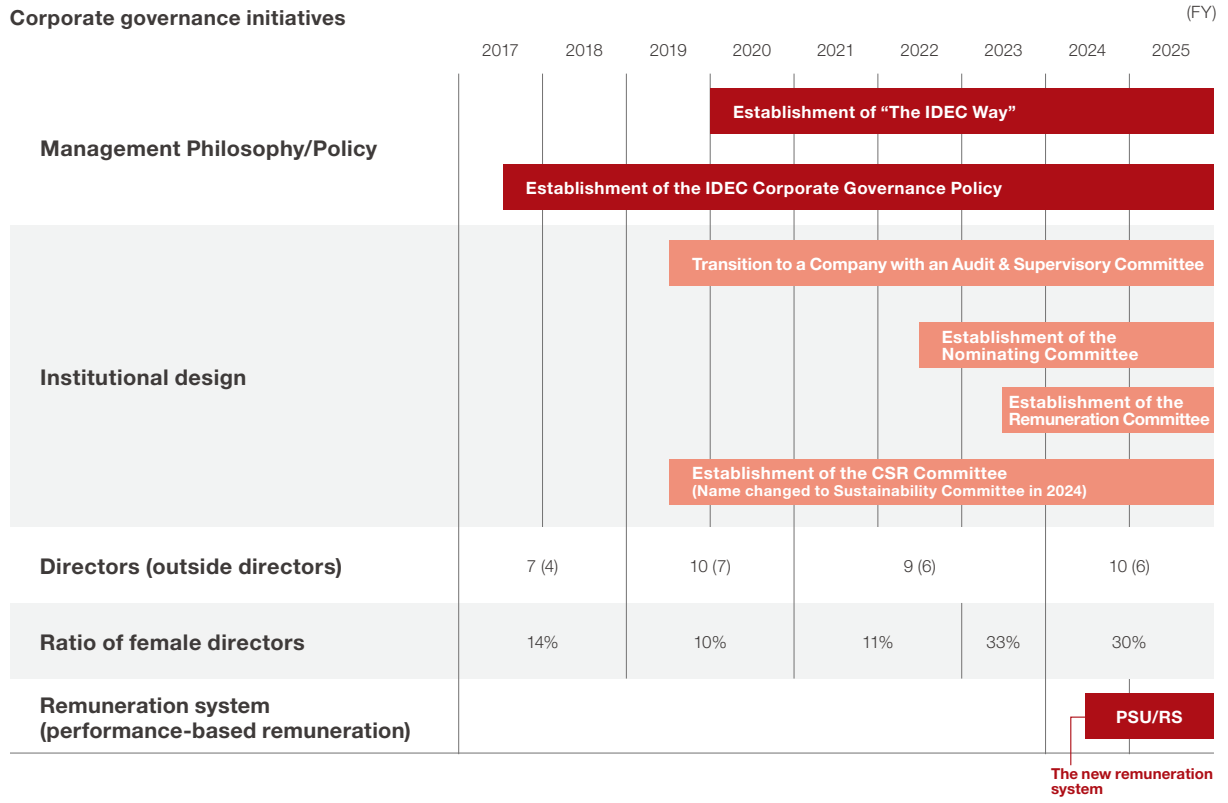 Corporate governance initiatives
(FY)
2017 2018 2019 2020 2021 2022 2023 2024 2025
Management Philosophy/Policy
Establishment of “The IDEC Way”
Establishment of the IDEC Corporate Governance Policy
Institutional design
Transition to a Company with an Audit & Supervisory Committee
Establishment of the
Nominating Committee
Establishment of the
Remuneration Committee
Establishment of the CSR Committee
(Name changed to Sustainability Committee in 2024)
Directors (outside directors)
7 (4) 10 (7) 9 (6) 10 (6)
Ratio of female directors
14% 10% 11% 33% 30%
Remuneration system
(performance-based remuneration)
PSU/RS
The new remuneration
system